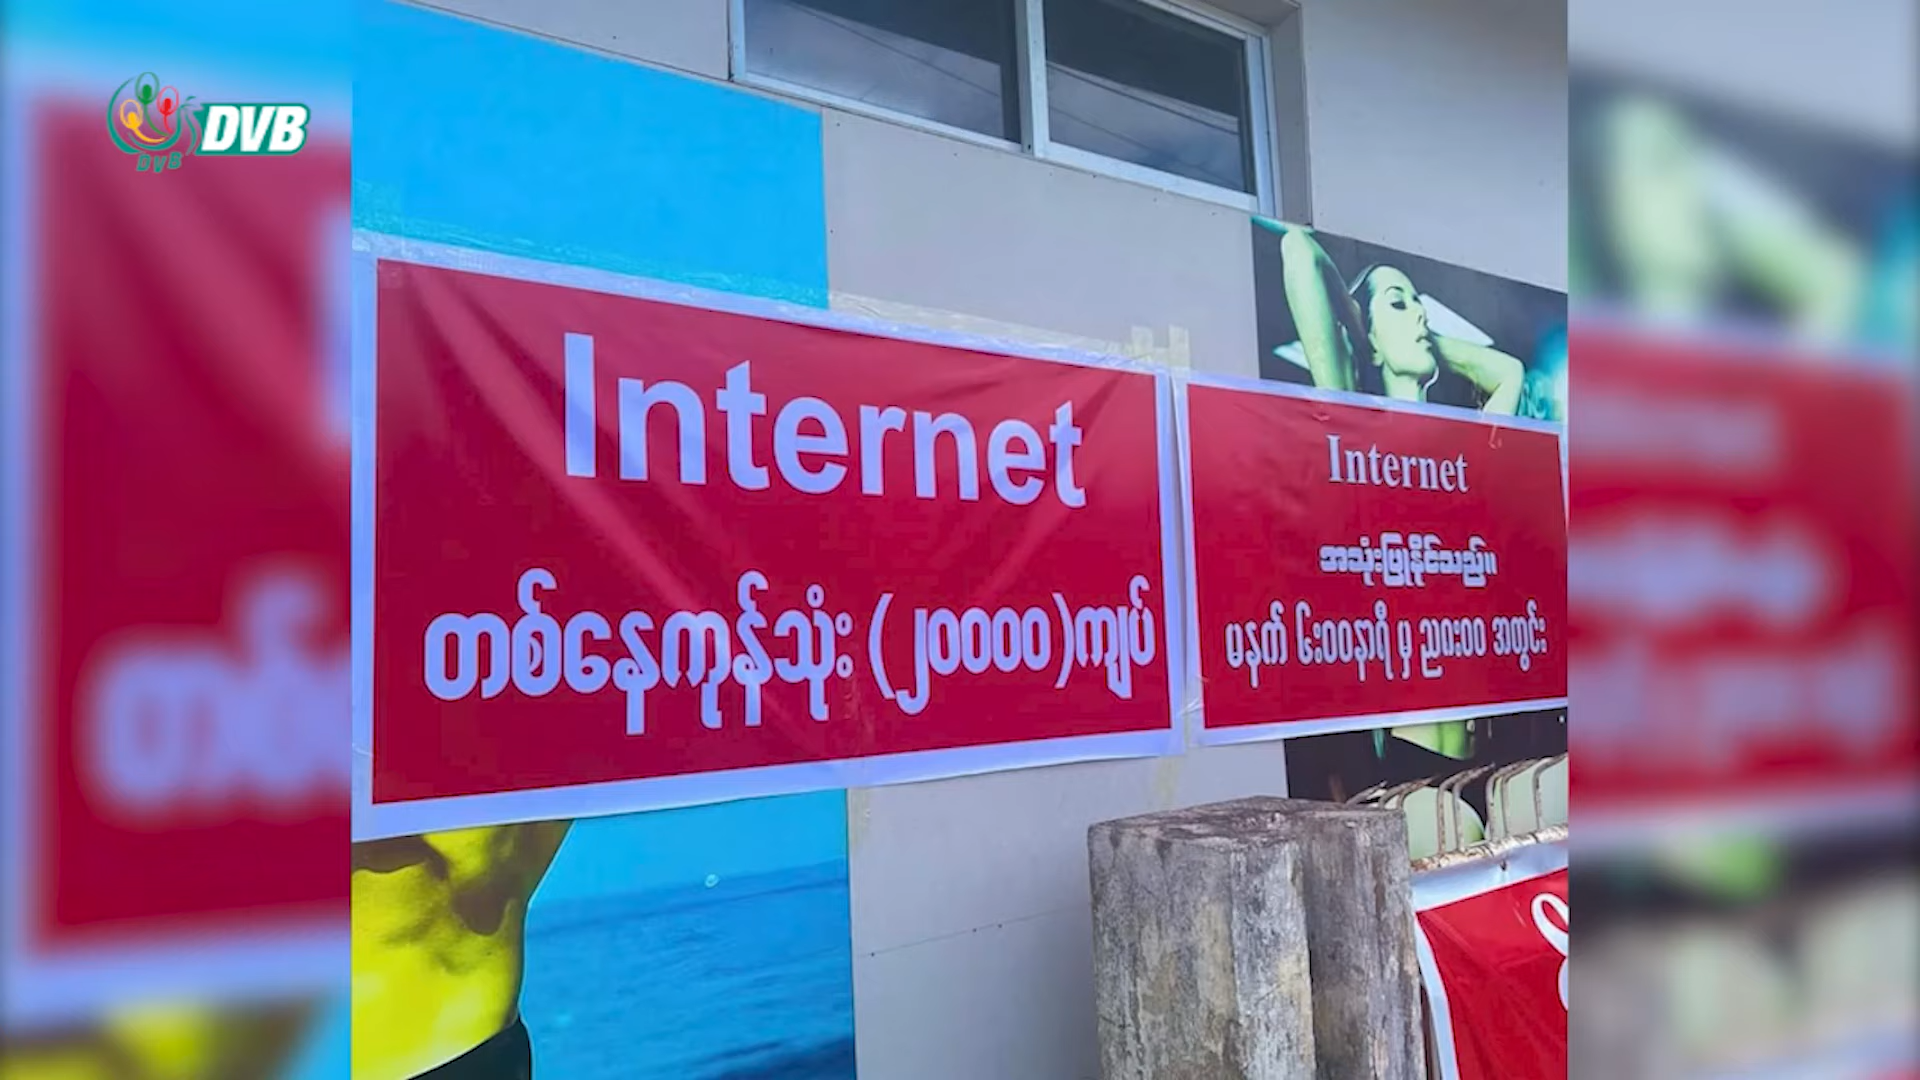 DVB
DVB
Internet
တစ်နေကုန်သုံး (၂၀၀၀၀)ကျပ်
Internet
အသုံးပြုနိုင်သည်။
မနက် ၆:၀၀နာရီ မှ ည၈:၀၀ အတွင်း